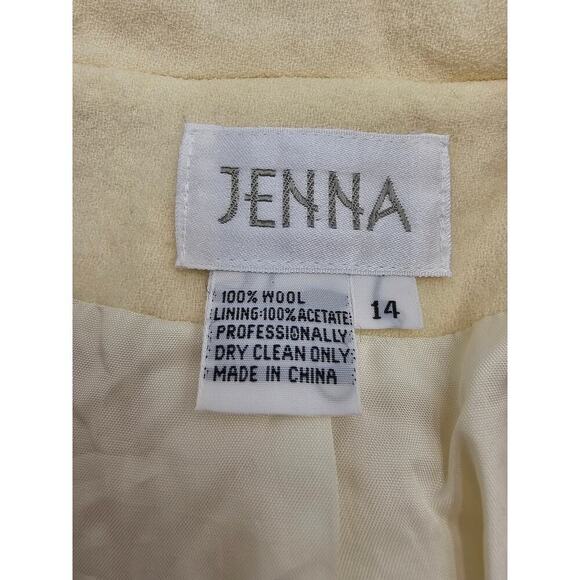 JENNA
100% WOOL
LINING:100% ACETATE
PROFESSIONALLY
DRY CLEAN ONLY
MADE IN CHINA
14